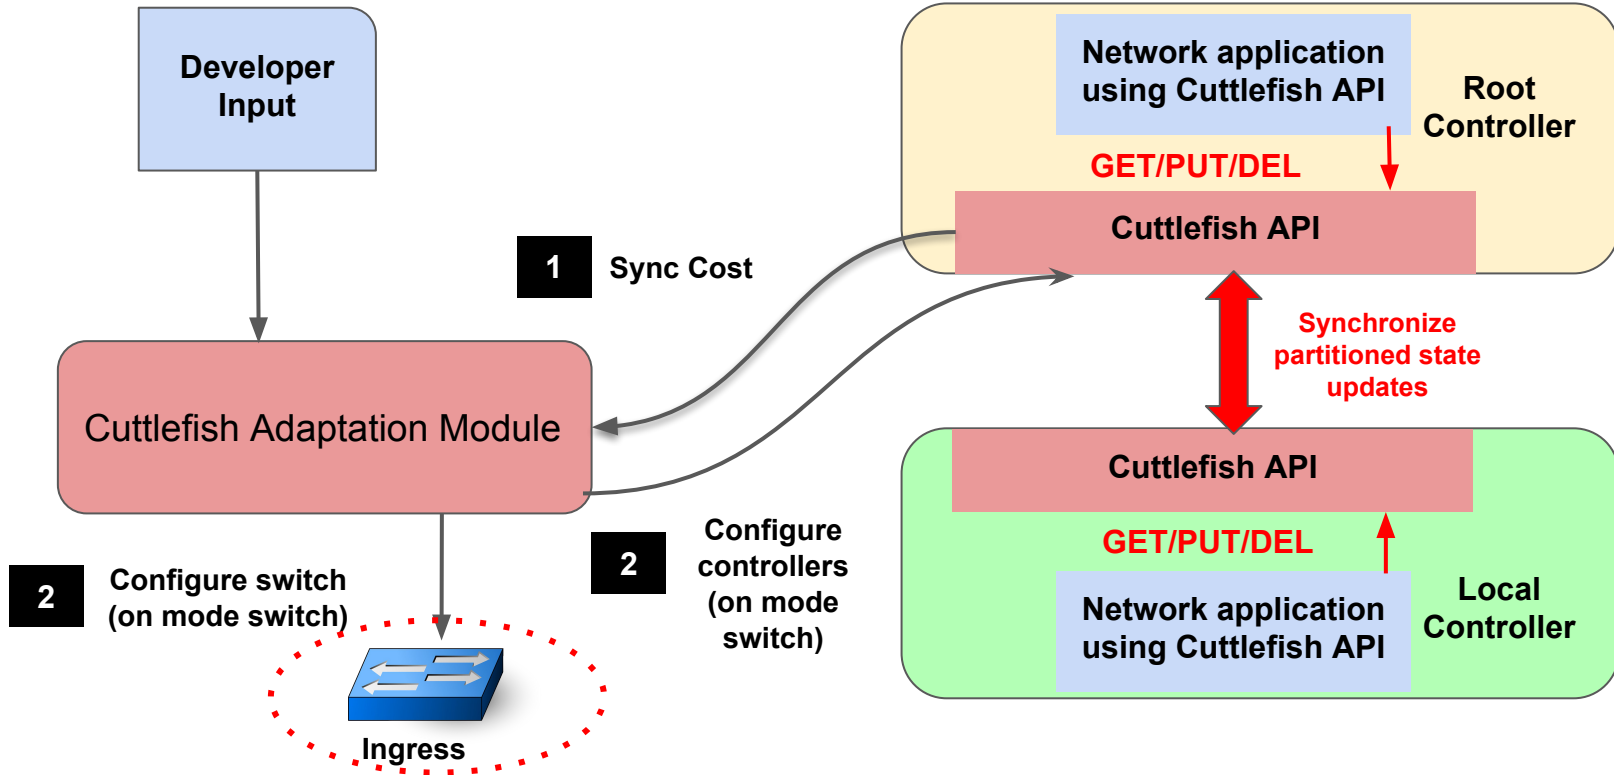 Developer
Input
Network application
using Cuttlefish API
Root
Controller
GET/PUT/DEL
Cuttlefish API
1
Sync Cost
Synchronize
partitioned state
updates
Cuttlefish Adaptation Module
Cuttlefish API
GET/PUT/DEL
Network application
using Cuttlefish API
Local
Controller
2
Configure
controllers
(on mode
switch)
2
Configure switch
(on mode switch)
Ingress